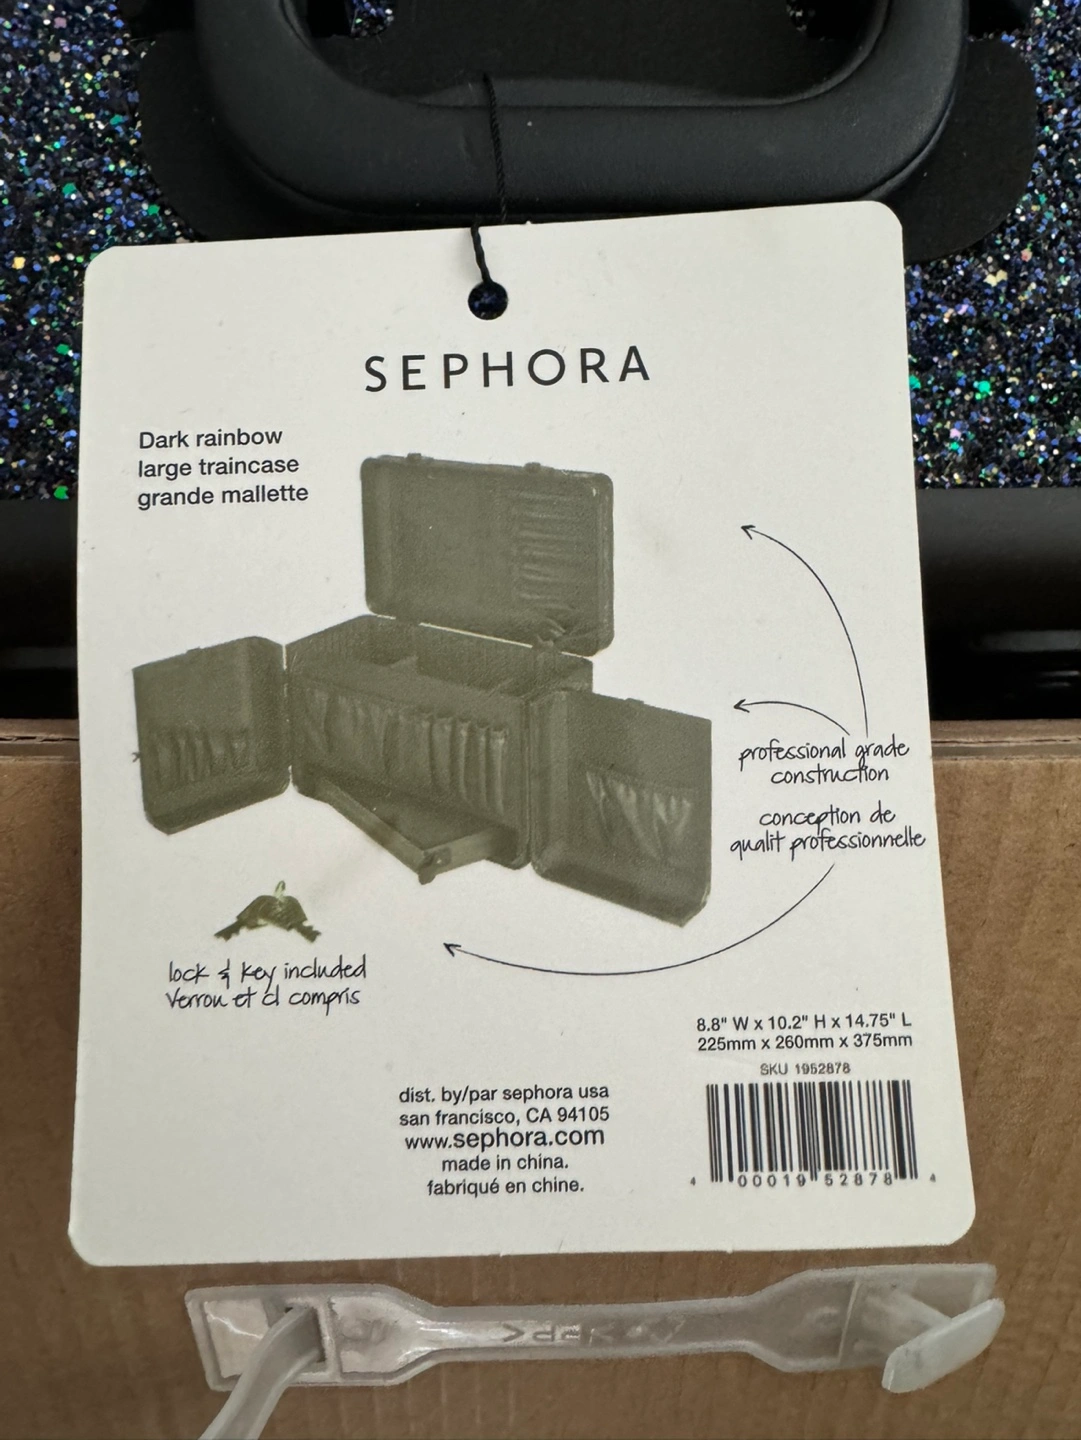 SEPHORA
Dark rainbow
large traincase
grande mallette
professional grade
construction
conception de
qualit professionnelle
lock & key included
Verrou et cl compris
8.8" W x 10.2" H x 14.75" L
225mm x 260mm x 375mm
SKU 1952878
dist. by/par sephora usa
san francisco, CA 94105
www.sephora.com
made in china.
fabriqué en chine.
4 00019 52878 4